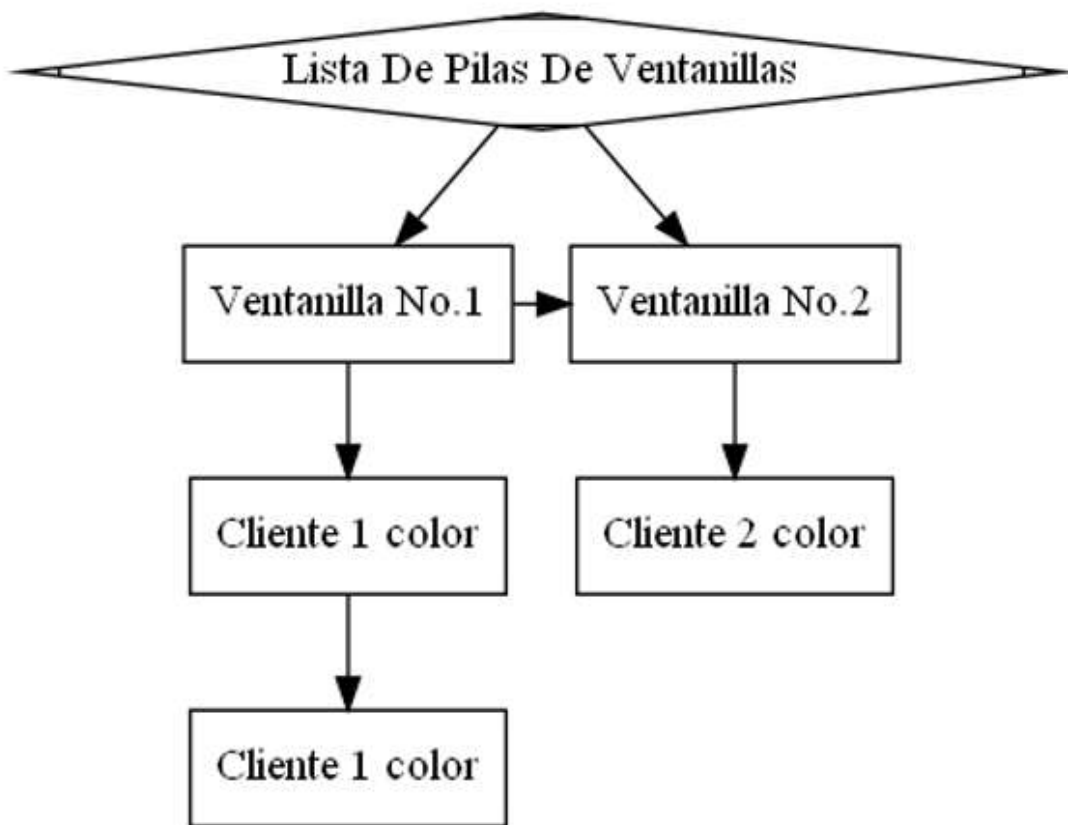 Lista De Pilas De Ventanillas
Ventanilla No.1
Ventanilla No.2
Cliente 1 color
Cliente 2 color
Cliente 1 color